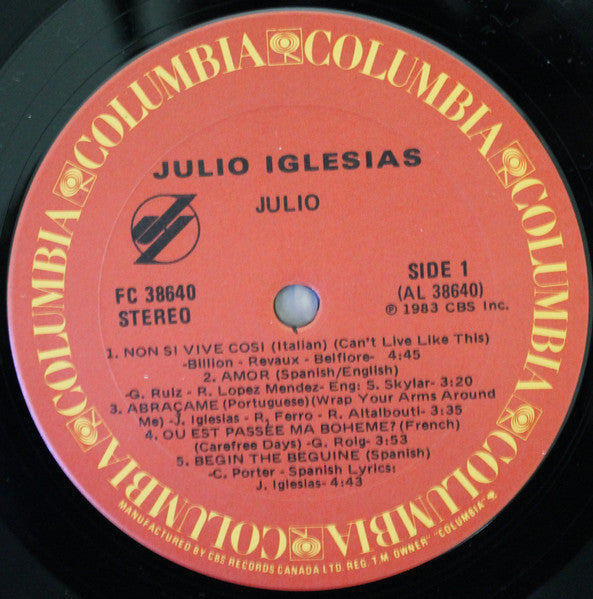 COLUMBIA COLUMBIA COLUMBIA COLUMBIA COLUMBIA COLUMBIA
JULIO IGLESIAS
JULIO
FC 38640
STEREO
SIDE 1
(AL 38640)
℗ 1983 CBS Inc.
1. NON SI VIVE COSI (Italian) (Can't Live Like This)
-Billion - Revaux - Belfiore- 4:45
2. AMOR (Spanish/English)
-G. Ruiz - R. Lopez Mendez- Eng: S. Skylar- 3:20
3. ABRAÇAME (Portuguese)(Wrap Your Arms Around
Me) -J. Iglesias - R. Ferro - R. Altalbouti- 3:35
4. OU EST PASSÉE MA BOHEME? (French)
(Carefree Days) -G. Roig- 3:53
5. BEGIN THE BEGUINE (Spanish)
-C. Porter - Spanish Lyrics:
J. Iglesias- 4:43
MANUFACTURED BY CBS RECORDS CANADA LTD. REG. T.M. OWNER "COLUMBIA"